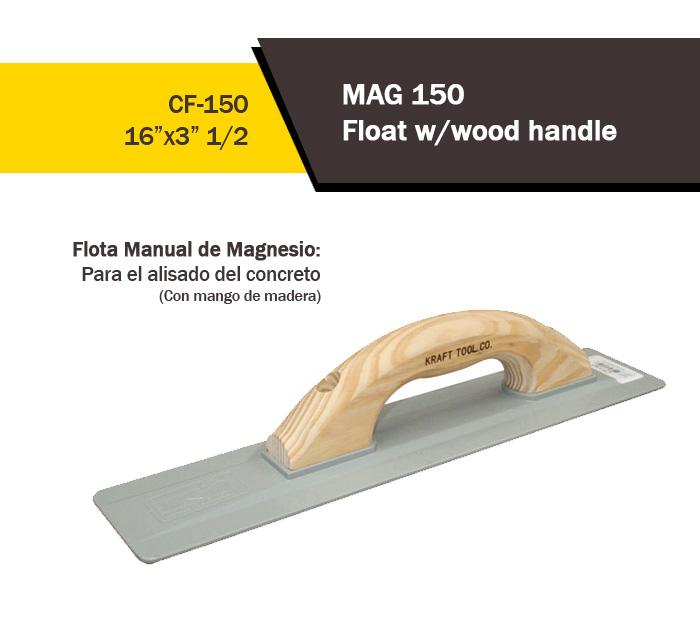 CF-150
16”x3” 1/2
MAG 150
Float w/wood handle
Flota Manual de Magnesio:
Para el alisado del concreto
(Con mango de madera)
KRAFT TOOL CO.